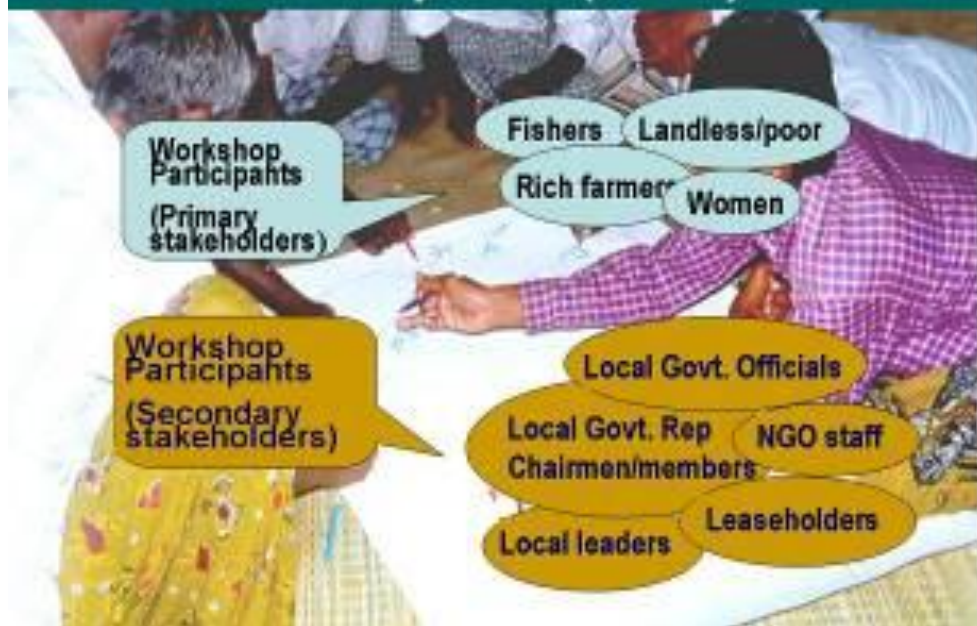 Workshop
Participants
(Primary
stakeholders)
Fishers
Landless/poor
Rich farmers
Women
Workshop
Participants
(Secondary
stakeholders)
Local Govt. Officials
Local Govt. Rep
Chairmen/members
NGO staff
Leaseholders
Local leaders